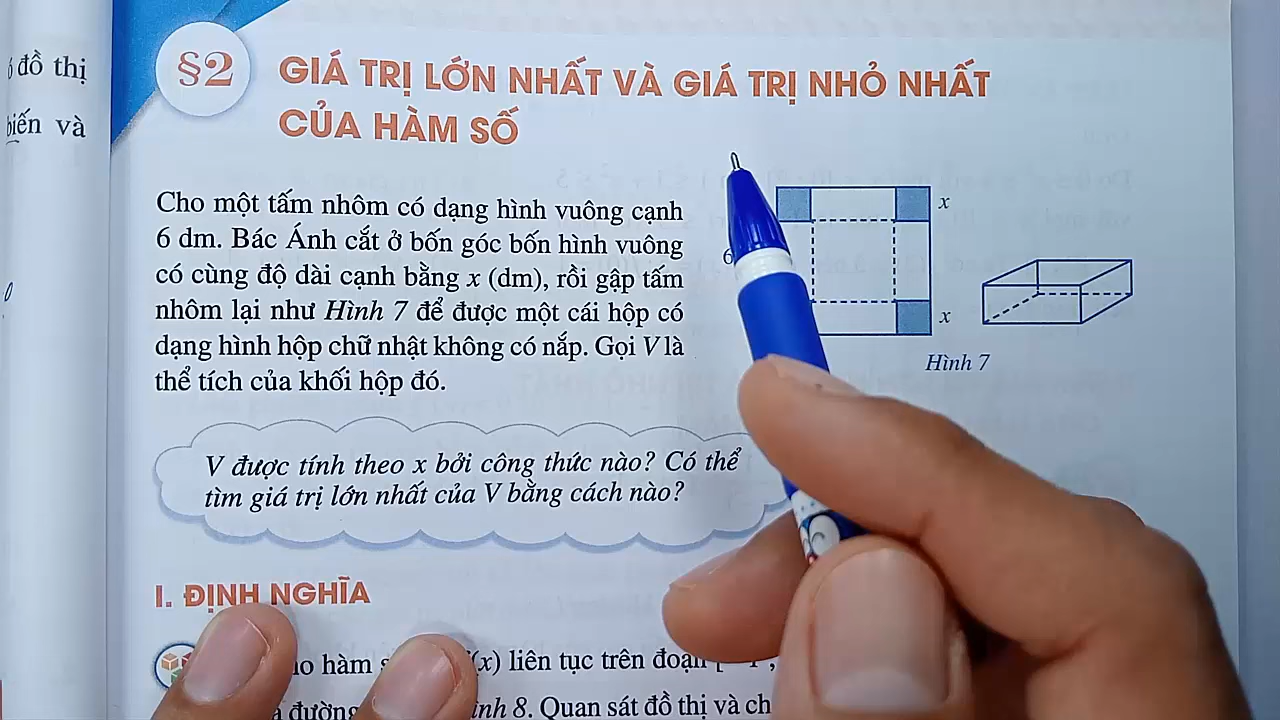 đồ thị
biến và
§2
GIÁ TRỊ LỚN NHẤT VÀ GIÁ TRỊ NHỎ NHẤT
CỦA HÀM SỐ
Cho một tấm nhôm có dạng hình vuông cạnh
6 dm. Bác Ánh cắt ở bốn góc bốn hình vuông
có cùng độ dài cạnh bằng x (dm), rồi gập tấm
nhôm lại như Hình 7 để được một cái hộp có
dạng hình hộp chữ nhật không có nắp. Gọi V là
thể tích của khối hộp đó.
x
6
x
Hình 7
V được tính theo x bởi công thức nào? Có thể
tìm giá trị lớn nhất của V bằng cách nào?
I. ĐỊNH NGHĨA
hàm (x) liên tục trên đoạn [
đường 8. Quan sát đồ thị và